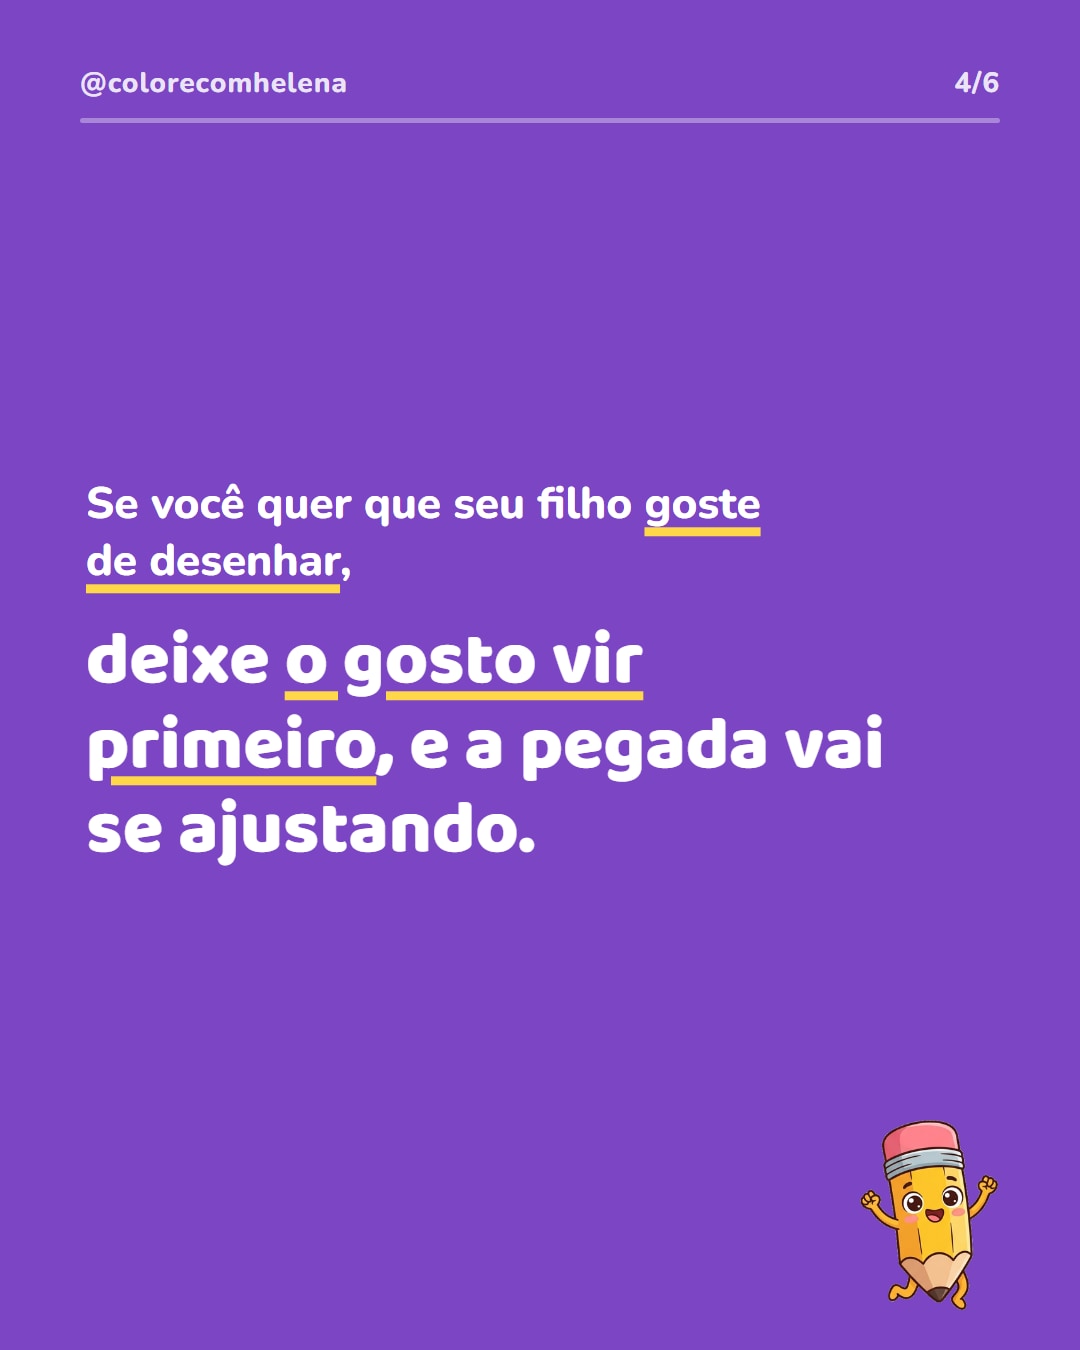 @colorecomhelena
4/6
Se você quer que seu filho goste
de desenhar,
deixe o gosto vir
primeiro, e a pegada vai
se ajustando.